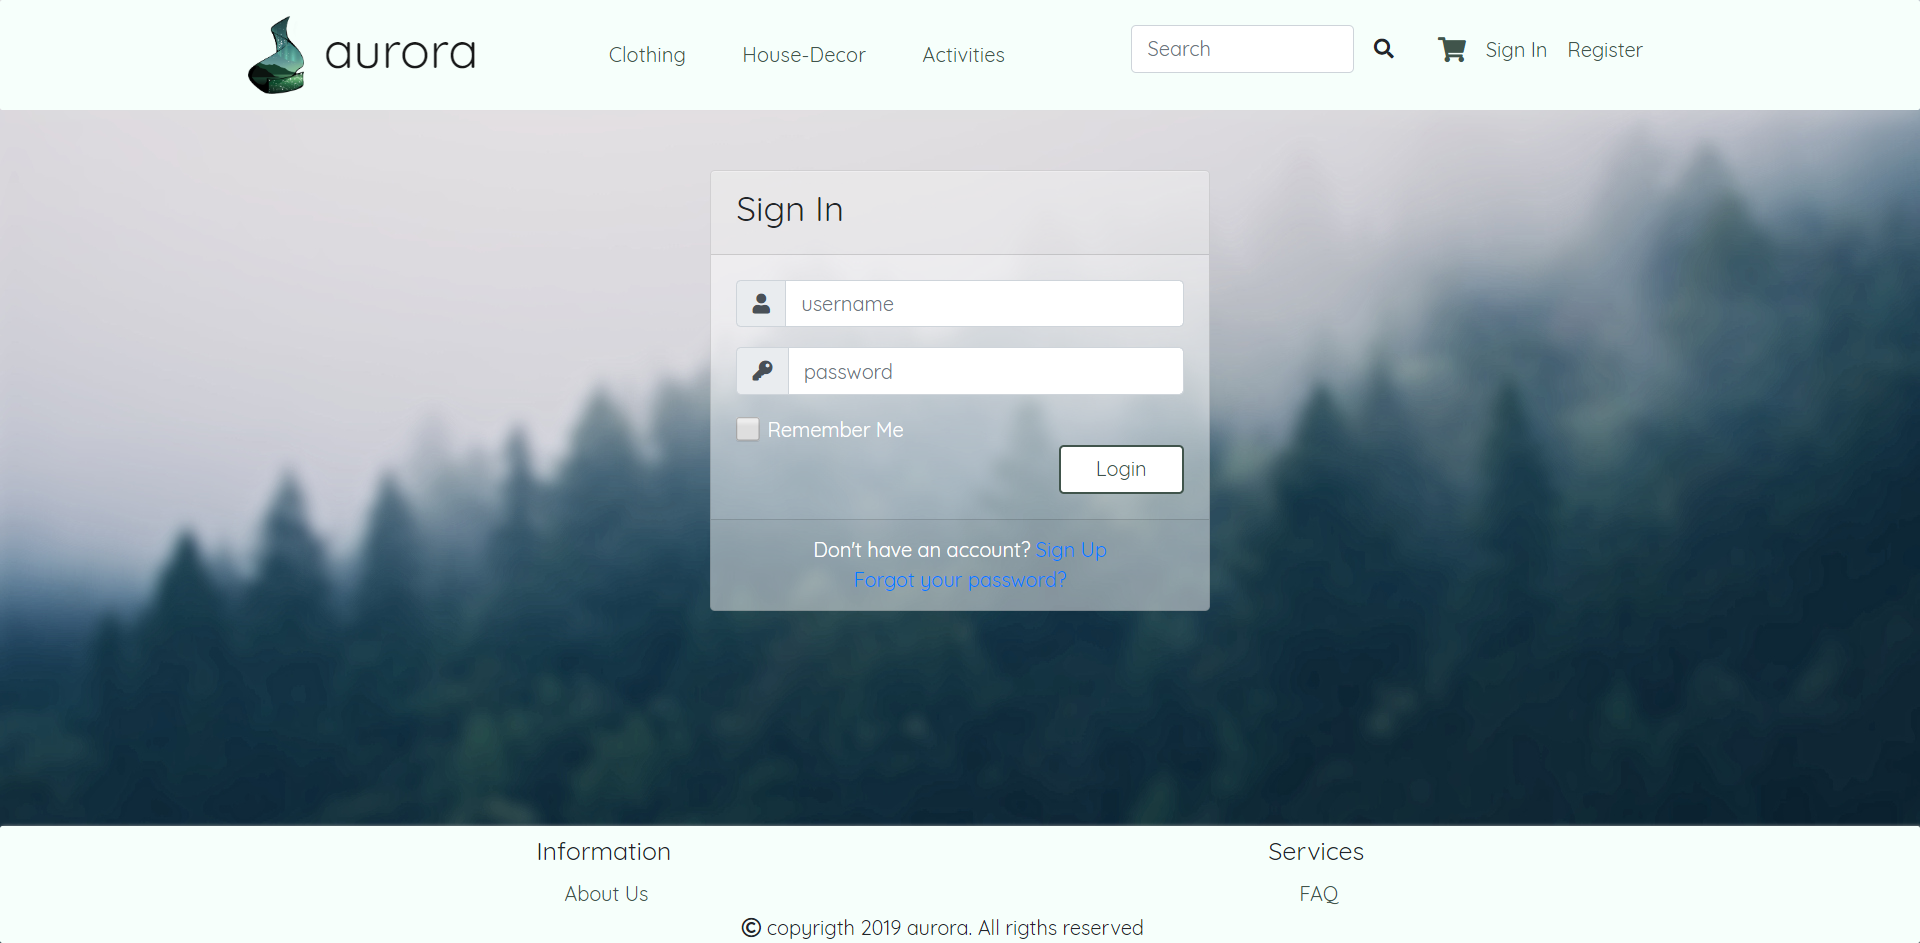 aurora
Clothing
House-Decor
Activities
Search
Sign In
Register
Sign In
username
password
Remember Me
Login
Don't have an account? Sign Up
Forgot your password?
Information
Services
About Us
FAQ
© copyrigth 2019 aurora. All rigths reserved